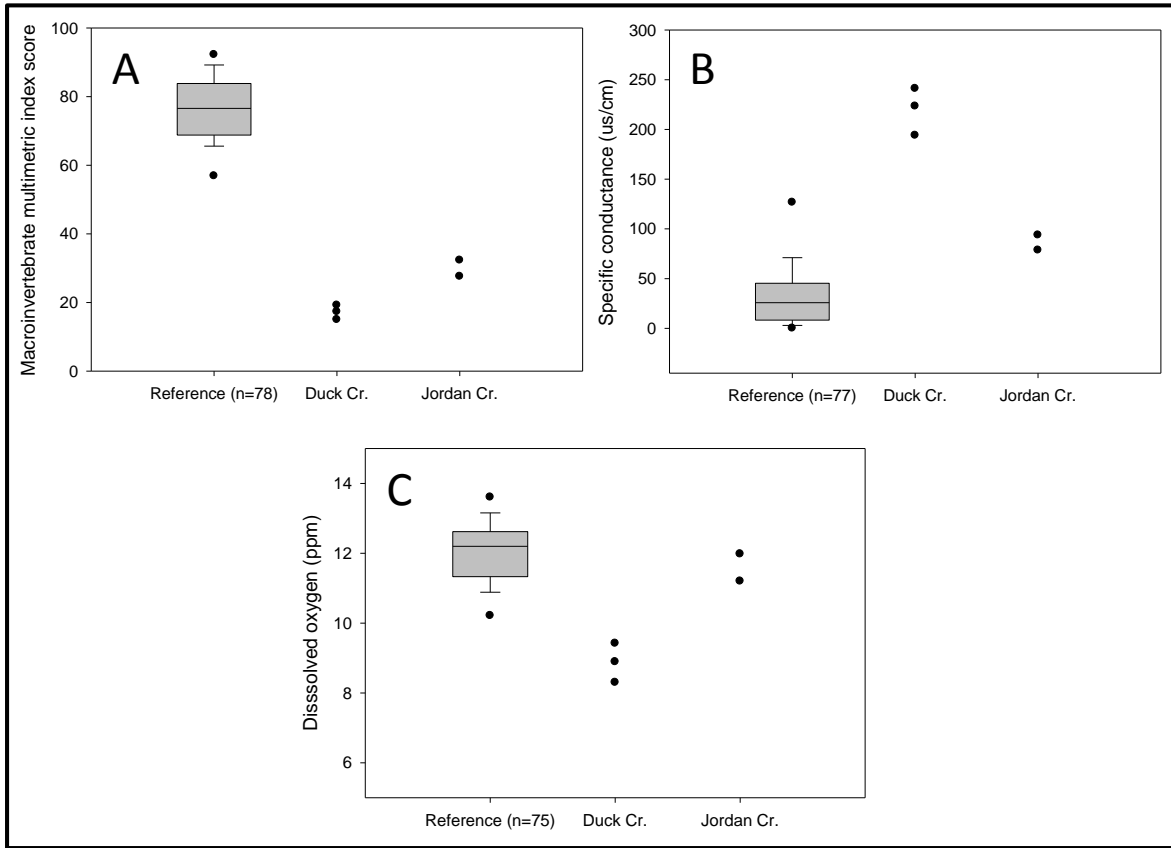 A
Macroinvertebrate multimetric index score
100
80
60
40
20
0
Reference (n=78) Duck Cr. Jordan Cr.
B
Specific conductance (us/cm)
300
250
200
150
100
50
0
Reference (n=77) Duck Cr. Jordan Cr.
C
Disssolved oxygen (ppm)
14
12
10
8
6
Reference (n=75) Duck Cr. Jordan Cr.